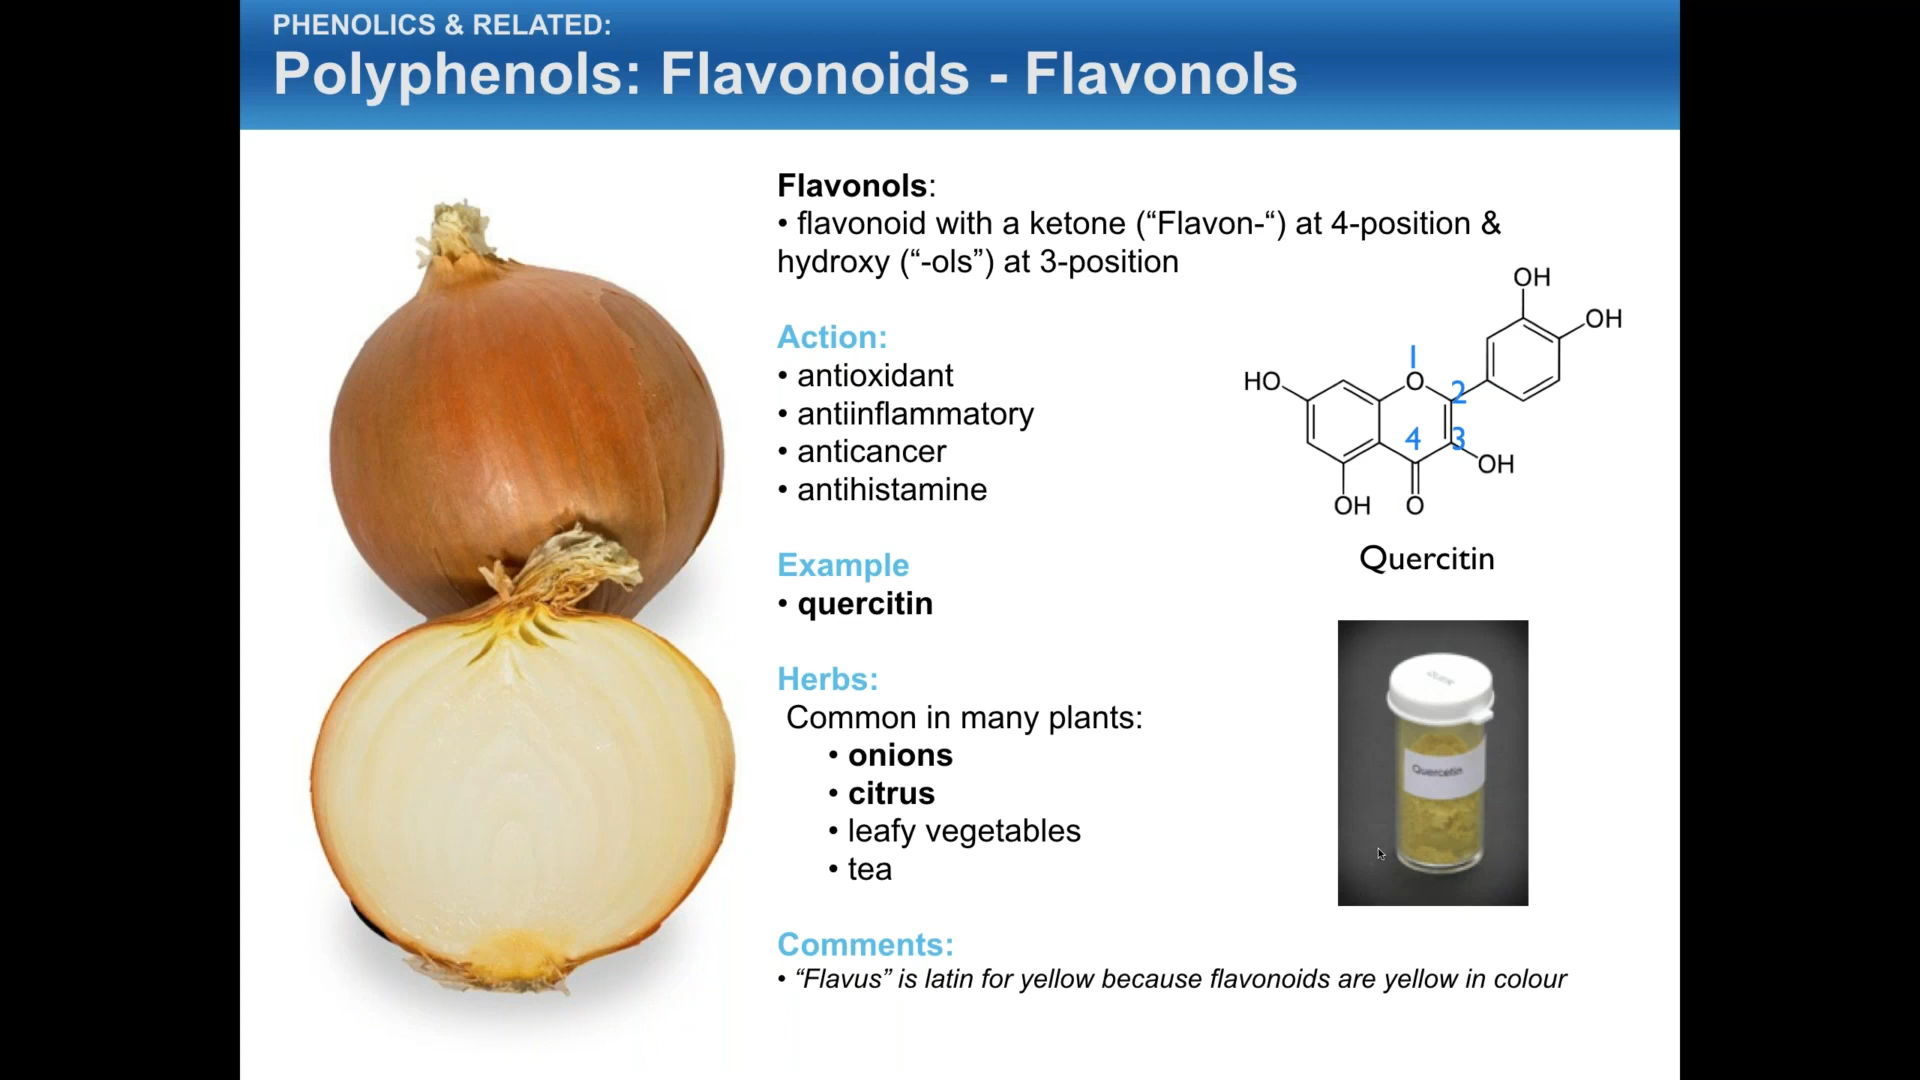 PHENOLICS & RELATED:
Polyphenols: Flavonoids - Flavonols
Flavonols:
• flavonoid with a ketone (“Flavon-“) at 4-position &
hydroxy (“-ols”) at 3-position
Action:
• antioxidant
• antiinflammatory
• anticancer
• antihistamine
Example
• quercitin
Herbs:
Common in many plants:
• onions
• citrus
• leafy vegetables
• tea
Comments:
• “Flavus” is latin for yellow because flavonoids are yellow in colour
OH
OH
1
HO
O
2
4
3
OH
OH
O
Quercitin
QUER
Quercetin